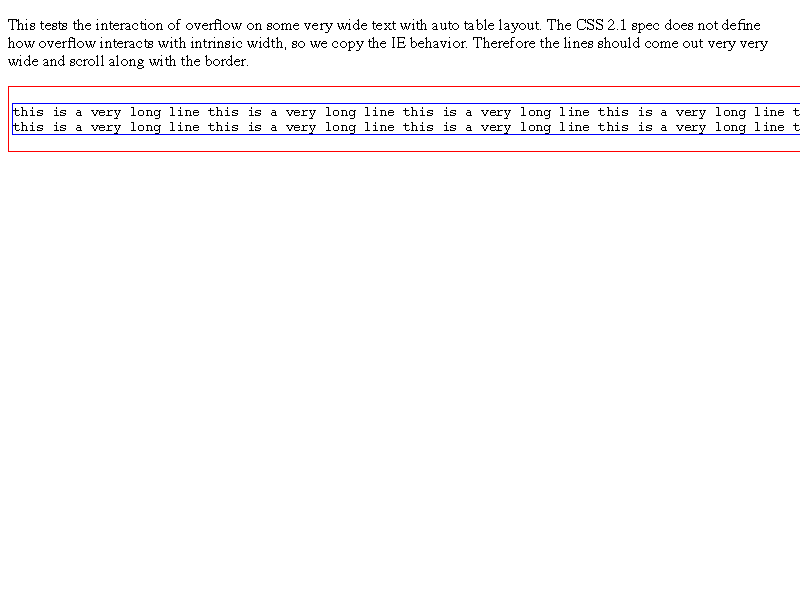 This tests the interaction of overflow on some very wide text with auto table layout. The CSS 2.1 spec does not define
how overflow interacts with intrinsic width, so we copy the IE behavior. Therefore the lines should come out very very
wide and scroll along with the border.
this is a very long line this is a very long line this is a very long line this is a very long line t
this is a very long line this is a very long line this is a very long line this is a very long line t